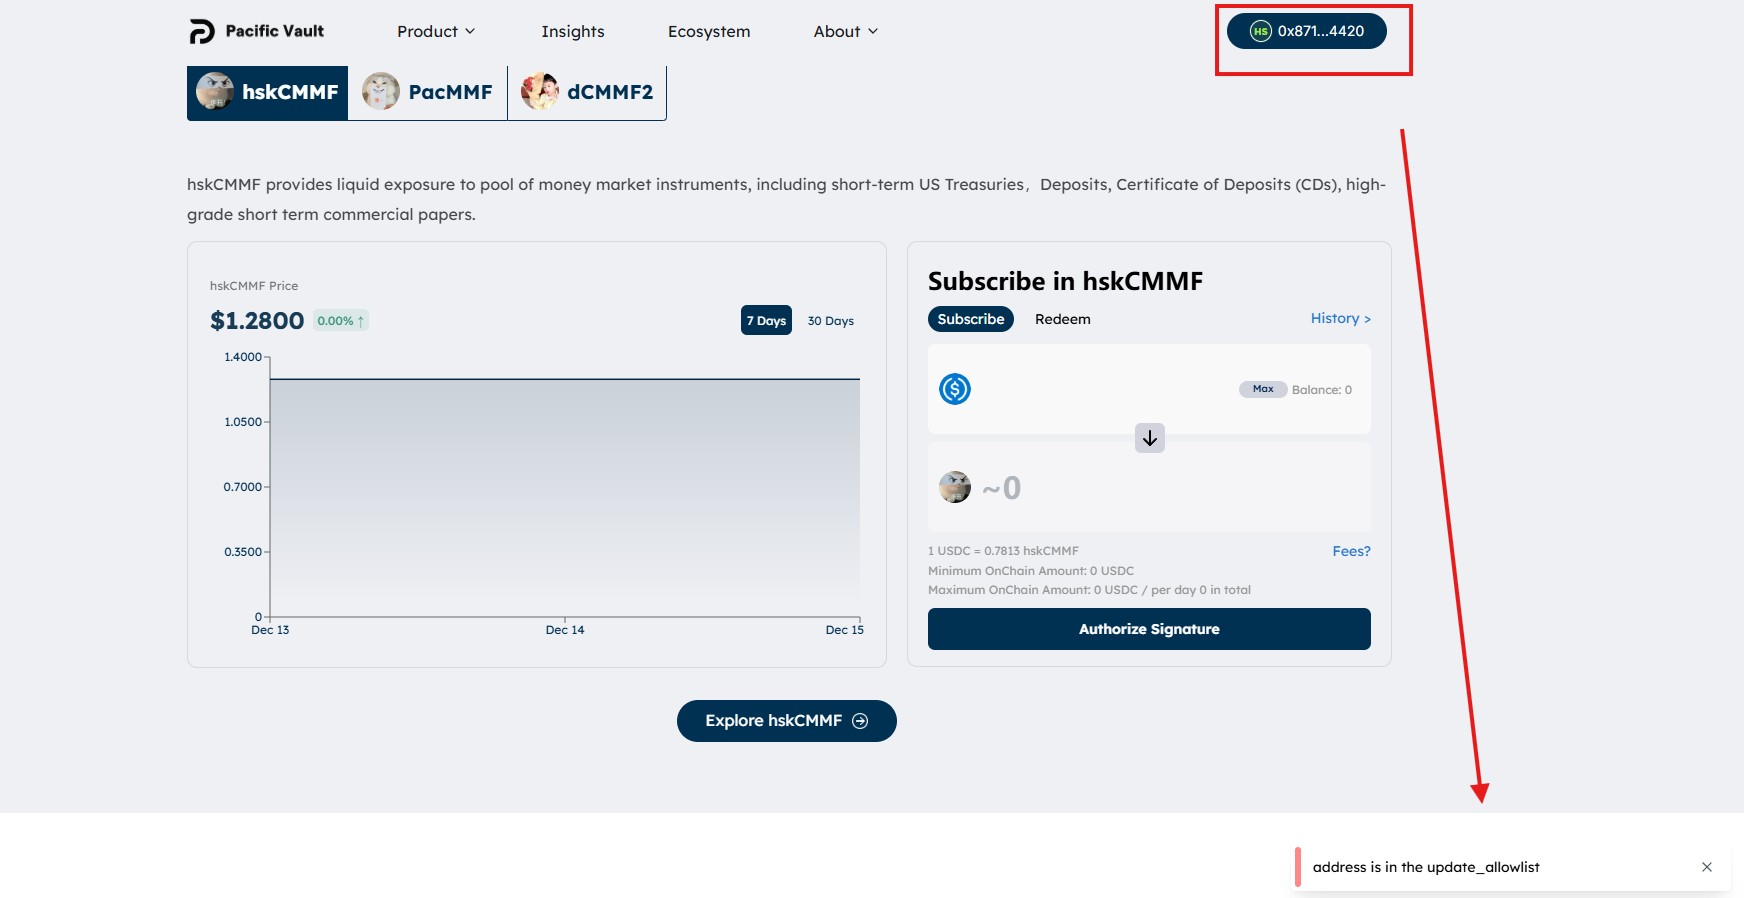 Pacific Vault
Product
Insights
Ecosystem
About
HS
0x871...4420
hskCMMF
PacMMF
dCMMF2
hskCMMF provides liquid exposure to pool of money market instruments, including short-term US Treasuries，Deposits, Certificate of Deposits (CDs), high-
grade short term commercial papers.
hskCMMF Price
$1.2800
0.00% ↑
7 Days
30 Days
1.4000
1.0500
0.7000
0.3500
0
Dec 13
Dec 14
Dec 15
Subscribe in hskCMMF
Subscribe
Redeem
History >
Max
Balance: 0
~0
1 USDC = 0.7813 hskCMMF
Fees?
Minimum OnChain Amount: 0 USDC
Maximum OnChain Amount: 0 USDC / per day 0 in total
Authorize Signature
Explore hskCMMF
address is in the update_allowlist